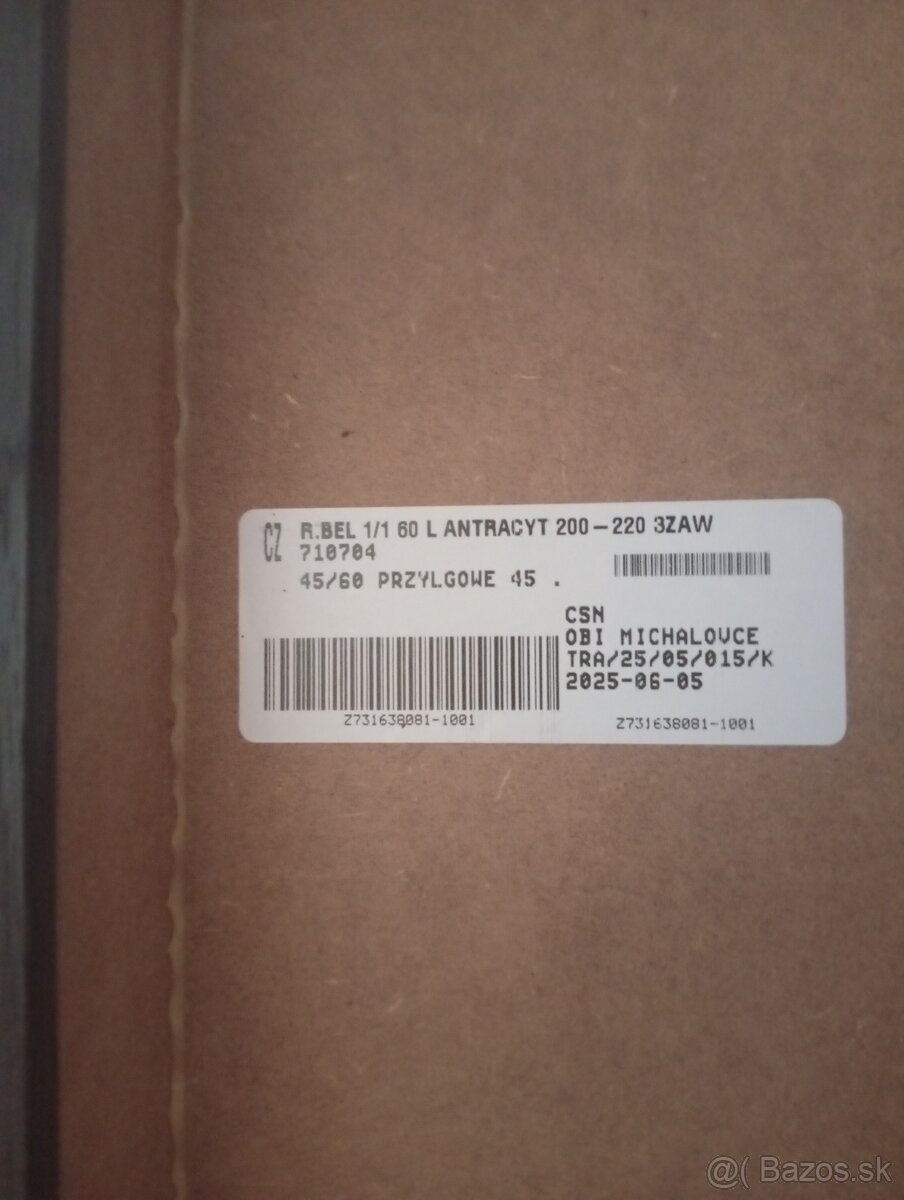 CZ R.BEL 1/1 60 L ANTRACYT 200-220 3ZAW
710704
45/60 PRZYLGOWE 45 .
CSN
OBI MICHALOVCE
TRA/25/05/015/K
2025-06-05
Z731638081-1001 Z731638081-1001
@( Bazos.sk